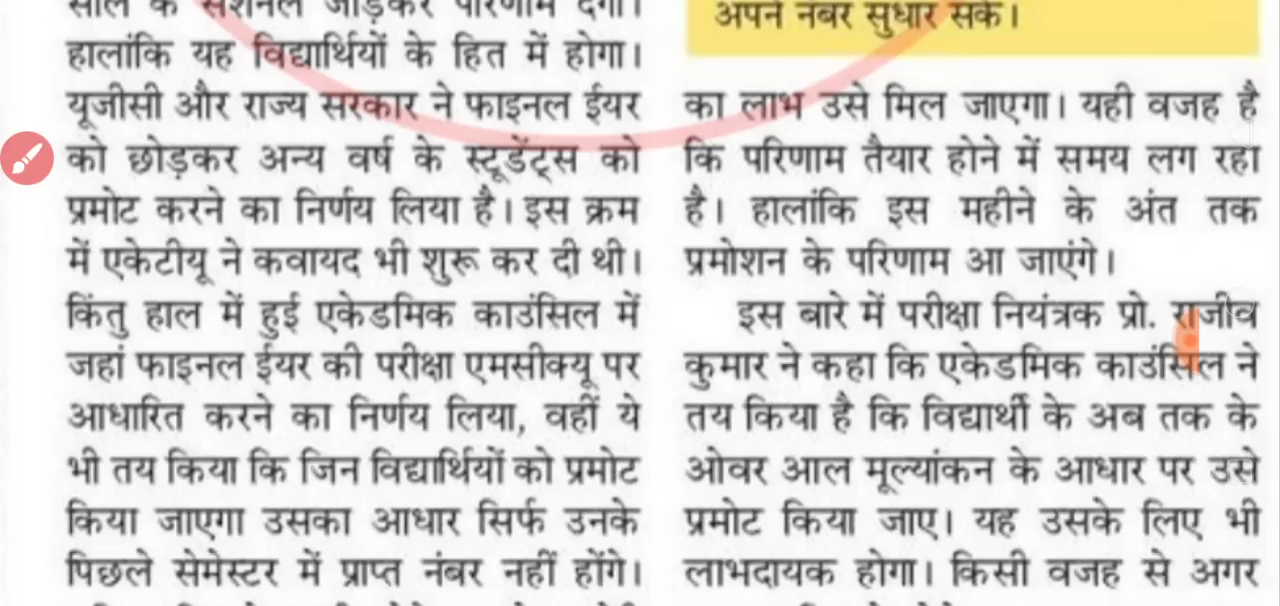 साल के सेशनल जोड़कर परिणाम देगी।
हालांकि यह विद्यार्थियों के हित में होगा।
यूजीसी और राज्य सरकार ने फाइनल ईयर
को छोड़कर अन्य वर्ष के स्टूडेंट्स को
प्रमोट करने का निर्णय लिया है। इस क्रम
में एकेटीयू ने कवायद भी शुरू कर दी थी।
किंतु हाल में हुई एकेडमिक काउंसिल में
जहां फाइनल ईयर की परीक्षा एमसीक्यू पर
आधारित करने का निर्णय लिया, वहीं ये
भी तय किया कि जिन विद्यार्थियों को प्रमोट
किया जाएगा उसका आधार सिर्फ उनके
पिछले सेमेस्टर में प्राप्त नंबर नहीं होंगे।
अपने नंबर सुधार सके।
का लाभ उसे मिल जाएगा। यही वजह है
कि परिणाम तैयार होने में समय लग रहा
है। हालांकि इस महीने के अंत तक
प्रमोशन के परिणाम आ जाएंगे।
इस बारे में परीक्षा नियंत्रक प्रो. राजीव
कुमार ने कहा कि एकेडमिक काउंसिल ने
तय किया है कि विद्यार्थी के अब तक के
ओवर आल मूल्यांकन के आधार पर उसे
प्रमोट किया जाए। यह उसके लिए भी
लाभदायक होगा। किसी वजह से अगर